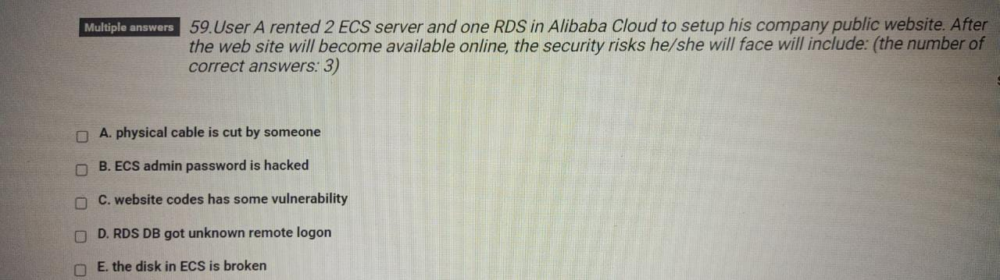 Multiple answers 59.User A rented 2 ECS server and one RDS in Alibaba Cloud to setup his company public website. After
the web site will become available online, the security risks he/she will face will include: (the number of
correct answers: 3)
A. physical cable is cut by someone
B. ECS admin password is hacked
C. website codes has some vulnerability
D. RDS DB got unknown remote logon
E. the disk in ECS is broken